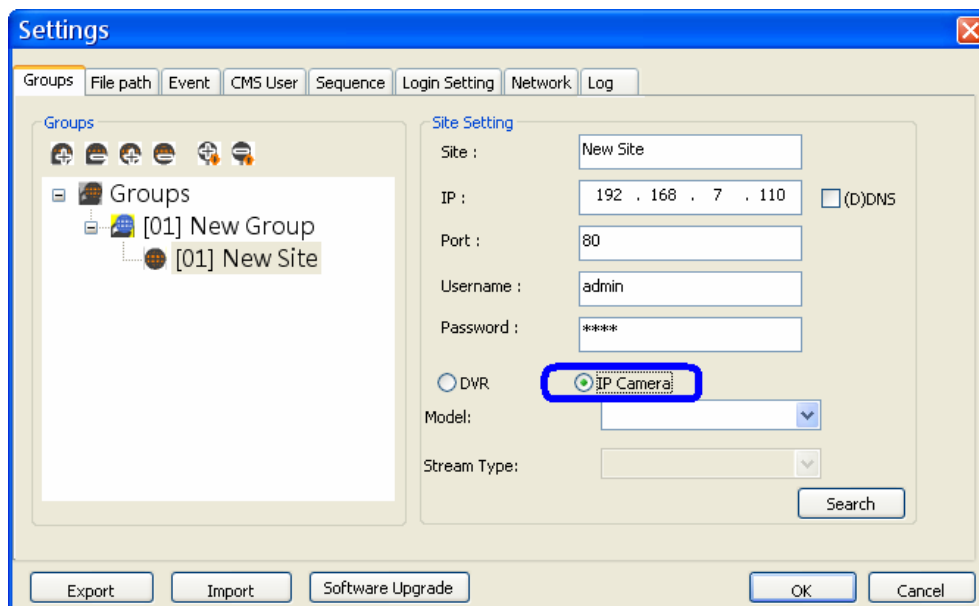 Settings
Groups File path Event CMS User Sequence Login Setting Network Log
Groups
Groups
[01] New Group
[01] New Site
Site Setting
Site : New Site
IP : 192 . 168 . 7 . 110 (D)DNS
Port : 80
Username : admin
Password : ****
DVR IP Camera
Model:
Stream Type:
Search
Export Import Software Upgrade OK Cancel